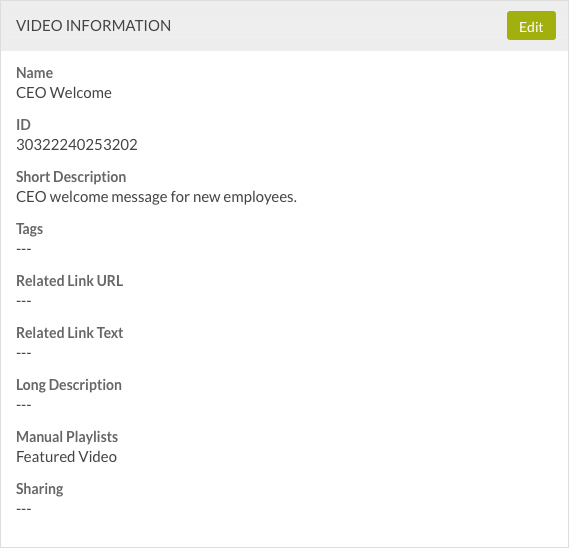 VIDEO INFORMATION
Edit
Name
CEO Welcome
ID
30322240253202
Short Description
CEO welcome message for new employees.
Tags
---
Related Link URL
---
Related Link Text
---
Long Description
---
Manual Playlists
Featured Video
Sharing
---